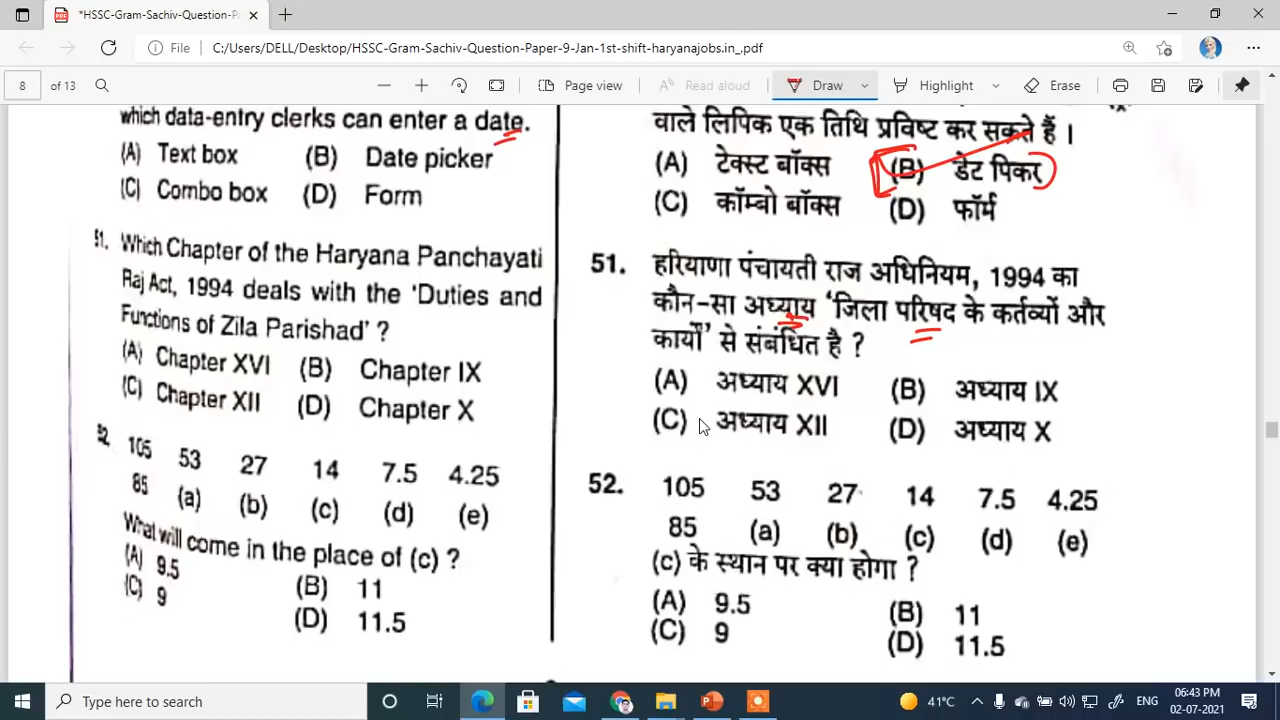 *HSSC-Gram-Sachiv-Question-P
File
C:/Users/DELL/Desktop/HSSC-Gram-Sachiv-Question-Paper-9-Jan-1st-shift-haryanajobs.in_.pdf
8 of 13
Page view
Read aloud
Draw
Highlight
Erase
which data-entry clerks can enter a date.
(A) Text box (B) Date picker
(C) Combo box (D) Form
51. Which Chapter of the Haryana Panchayati
Raj Act, 1994 deals with the 'Duties and
Functions of Zila Parishad' ?
(A) Chapter XVI (B) Chapter IX
(C) Chapter XII (D) Chapter X
52. 105 53 27 14 7.5 4.25
85 (a) (b) (c) (d) (e)
What will come in the place of (c) ?
(A) 9.5 (B) 11
(C) 9 (D) 11.5
वाले लिपिक एक तिथि प्रविष्ट कर सकते हैं ।
(A) टेक्स्ट बॉक्स (B) डेट पिकर
(C) कॉम्बो बॉक्स (D) फॉर्म
51. हरियाणा पंचायती राज अधिनियम, 1994 का
कौन-सा अध्याय 'जिला परिषद के कर्तव्यों और
कार्यों' से संबंधित है ?
(A) अध्याय XVI (B) अध्याय IX
(C) अध्याय XII (D) अध्याय X
52. 105 53 27 14 7.5 4.25
85 (a) (b) (c) (d) (e)
(c) के स्थान पर क्या होगा ?
(A) 9.5 (B) 11
(C) 9 (D) 11.5
Type here to search
41°C
ENG
06:43 PM
02-07-2021